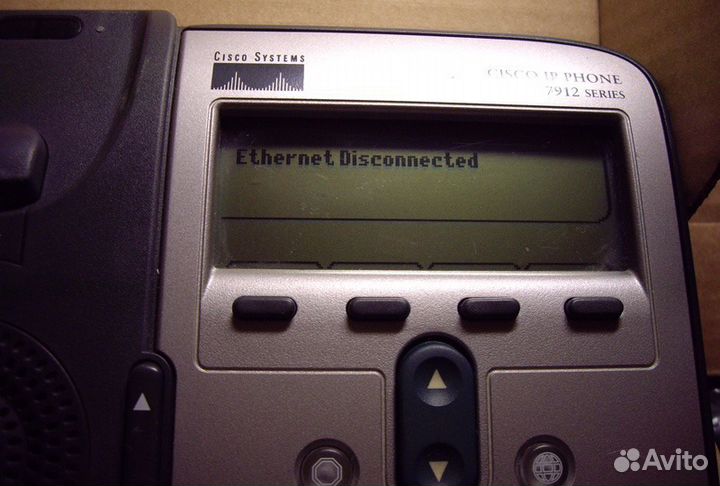 CISCO SYSTEMS
CISCO IP PHONE
7912 SERIES
Ethernet Disconnected
Avito